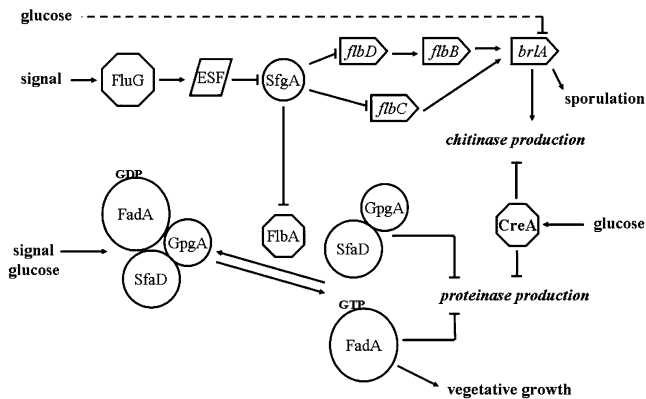 glucose
flbD
flbB
brlA
signal
FluG
ESF
SfgA
sporulation
flbC
chitinase production
GDP
FadA
GpgA
GpgA
CreA
glucose
FlbA
SfaD
signal
glucose
SfaD
proteinase production
GTP
FadA
vegetative growth